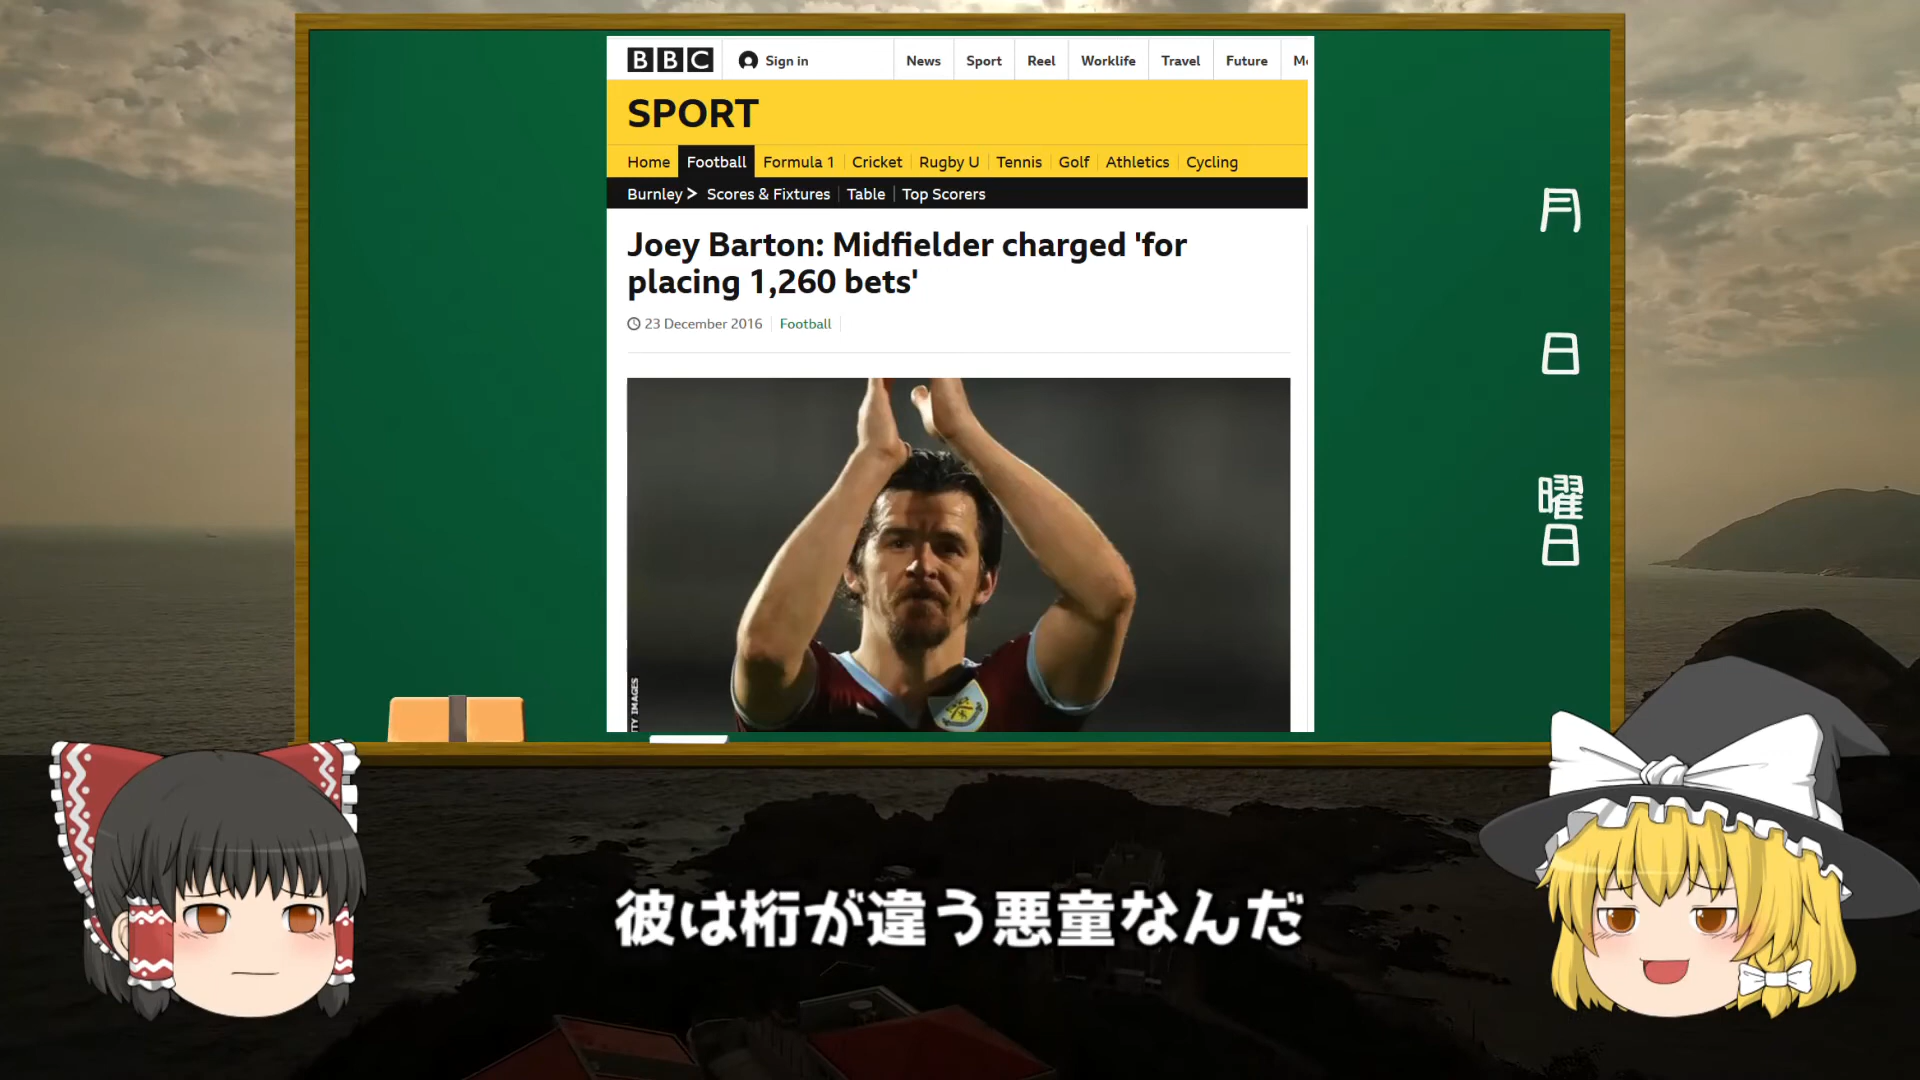 BBC Sign in News Sport Reel Worklife Travel Future
SPORT
Home Football Formula 1 Cricket Rugby U Tennis Golf Athletics Cycling
Burnley > Scores & Fixtures Table Top Scorers
Joey Barton: Midfielder charged 'for
placing 1,260 bets'
23 December 2016 Football
TY IMAGES
月
日
曜
日
彼は桁が違う悪童なんだ